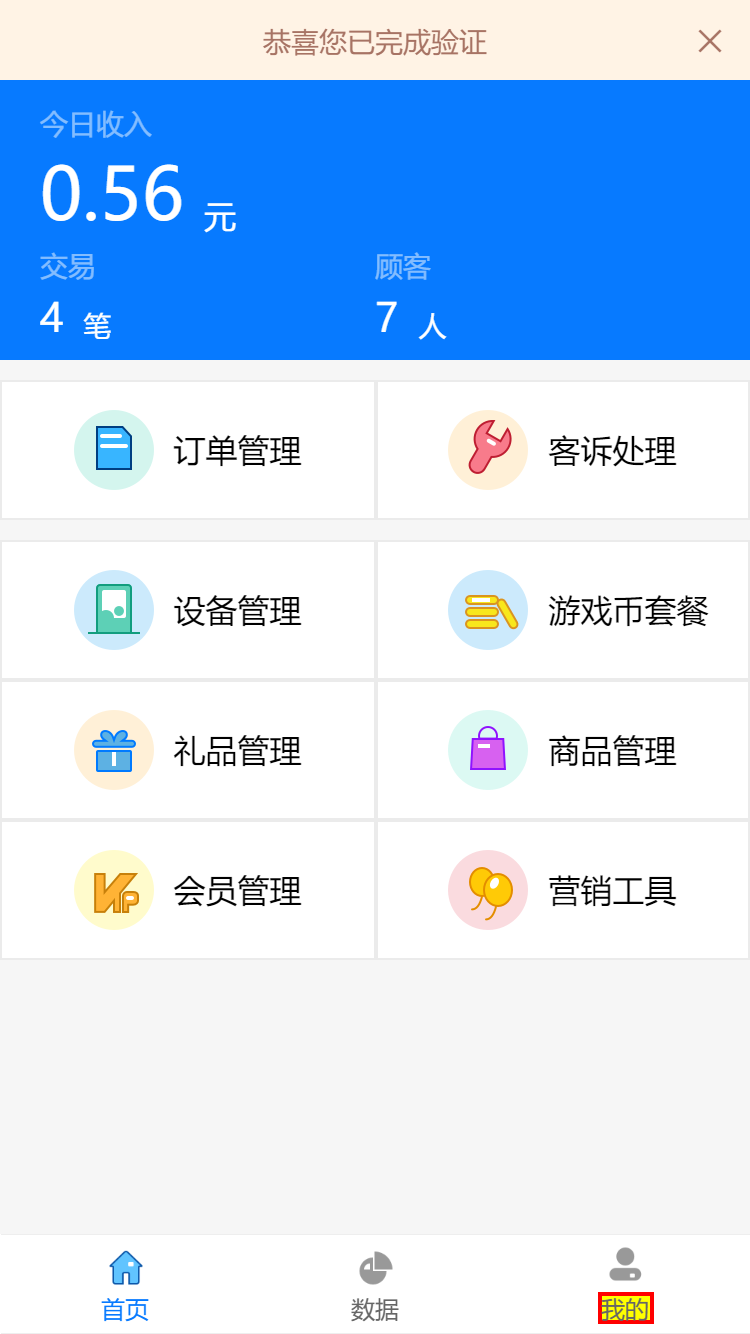 恭喜您已完成验证
今日收入
0.56 元
交易 顾客
4 笔 7 人
订单管理 客诉处理
设备管理 游戏币套餐
礼品管理 商品管理
会员管理 营销工具
首页 数据 我的